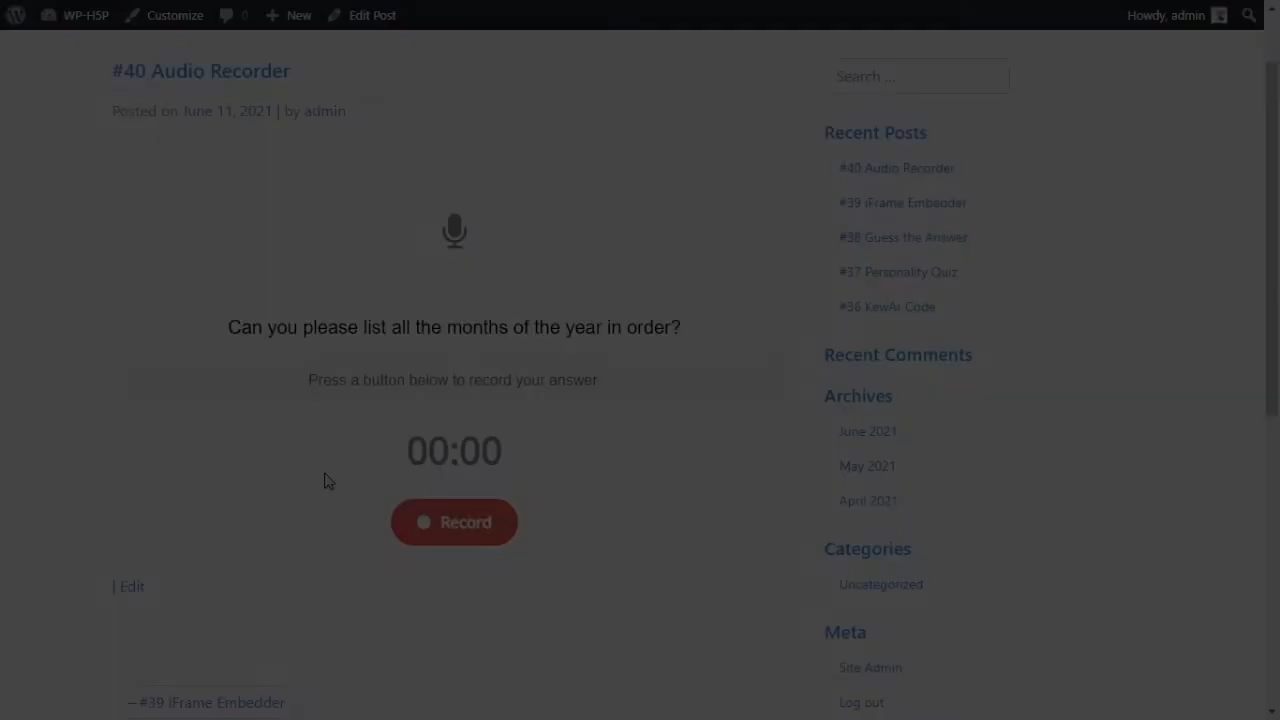 WP-H5P Customize 0 New Edit Post Howdy, admin
#40 Audio Recorder
Posted on June 11, 2021 | by admin
Can you please list all the months of the year in order?
Press a button below to record your answer
00:00
Record
| Edit
— #39 iFrame Embedder
Search ...
Recent Posts
#40 Audio Recorder
#39 iFrame Embedder
#38 Guess the Answer
#37 Personality Quiz
#36 KewAr Code
Recent Comments
Archives
June 2021
May 2021
April 2021
Categories
Uncategorized
Meta
Site Admin
Log out